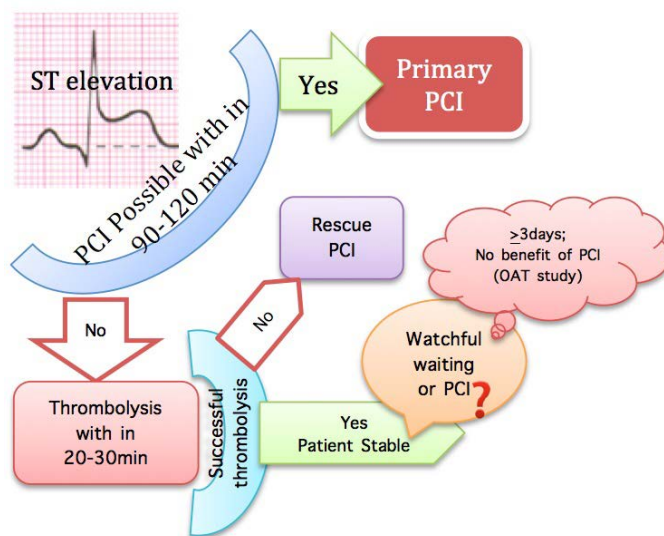 ST elevation
PCI Possible with in
90-120 min
Yes
Primary
PCI
Rescue
PCI
>3days;
No benefit of PCI
(OAT study)
No
No
Watchful
waiting
or PCI
?
Thrombolysis
with in
20-30min
Successful
thrombolysis
Yes
Patient Stable